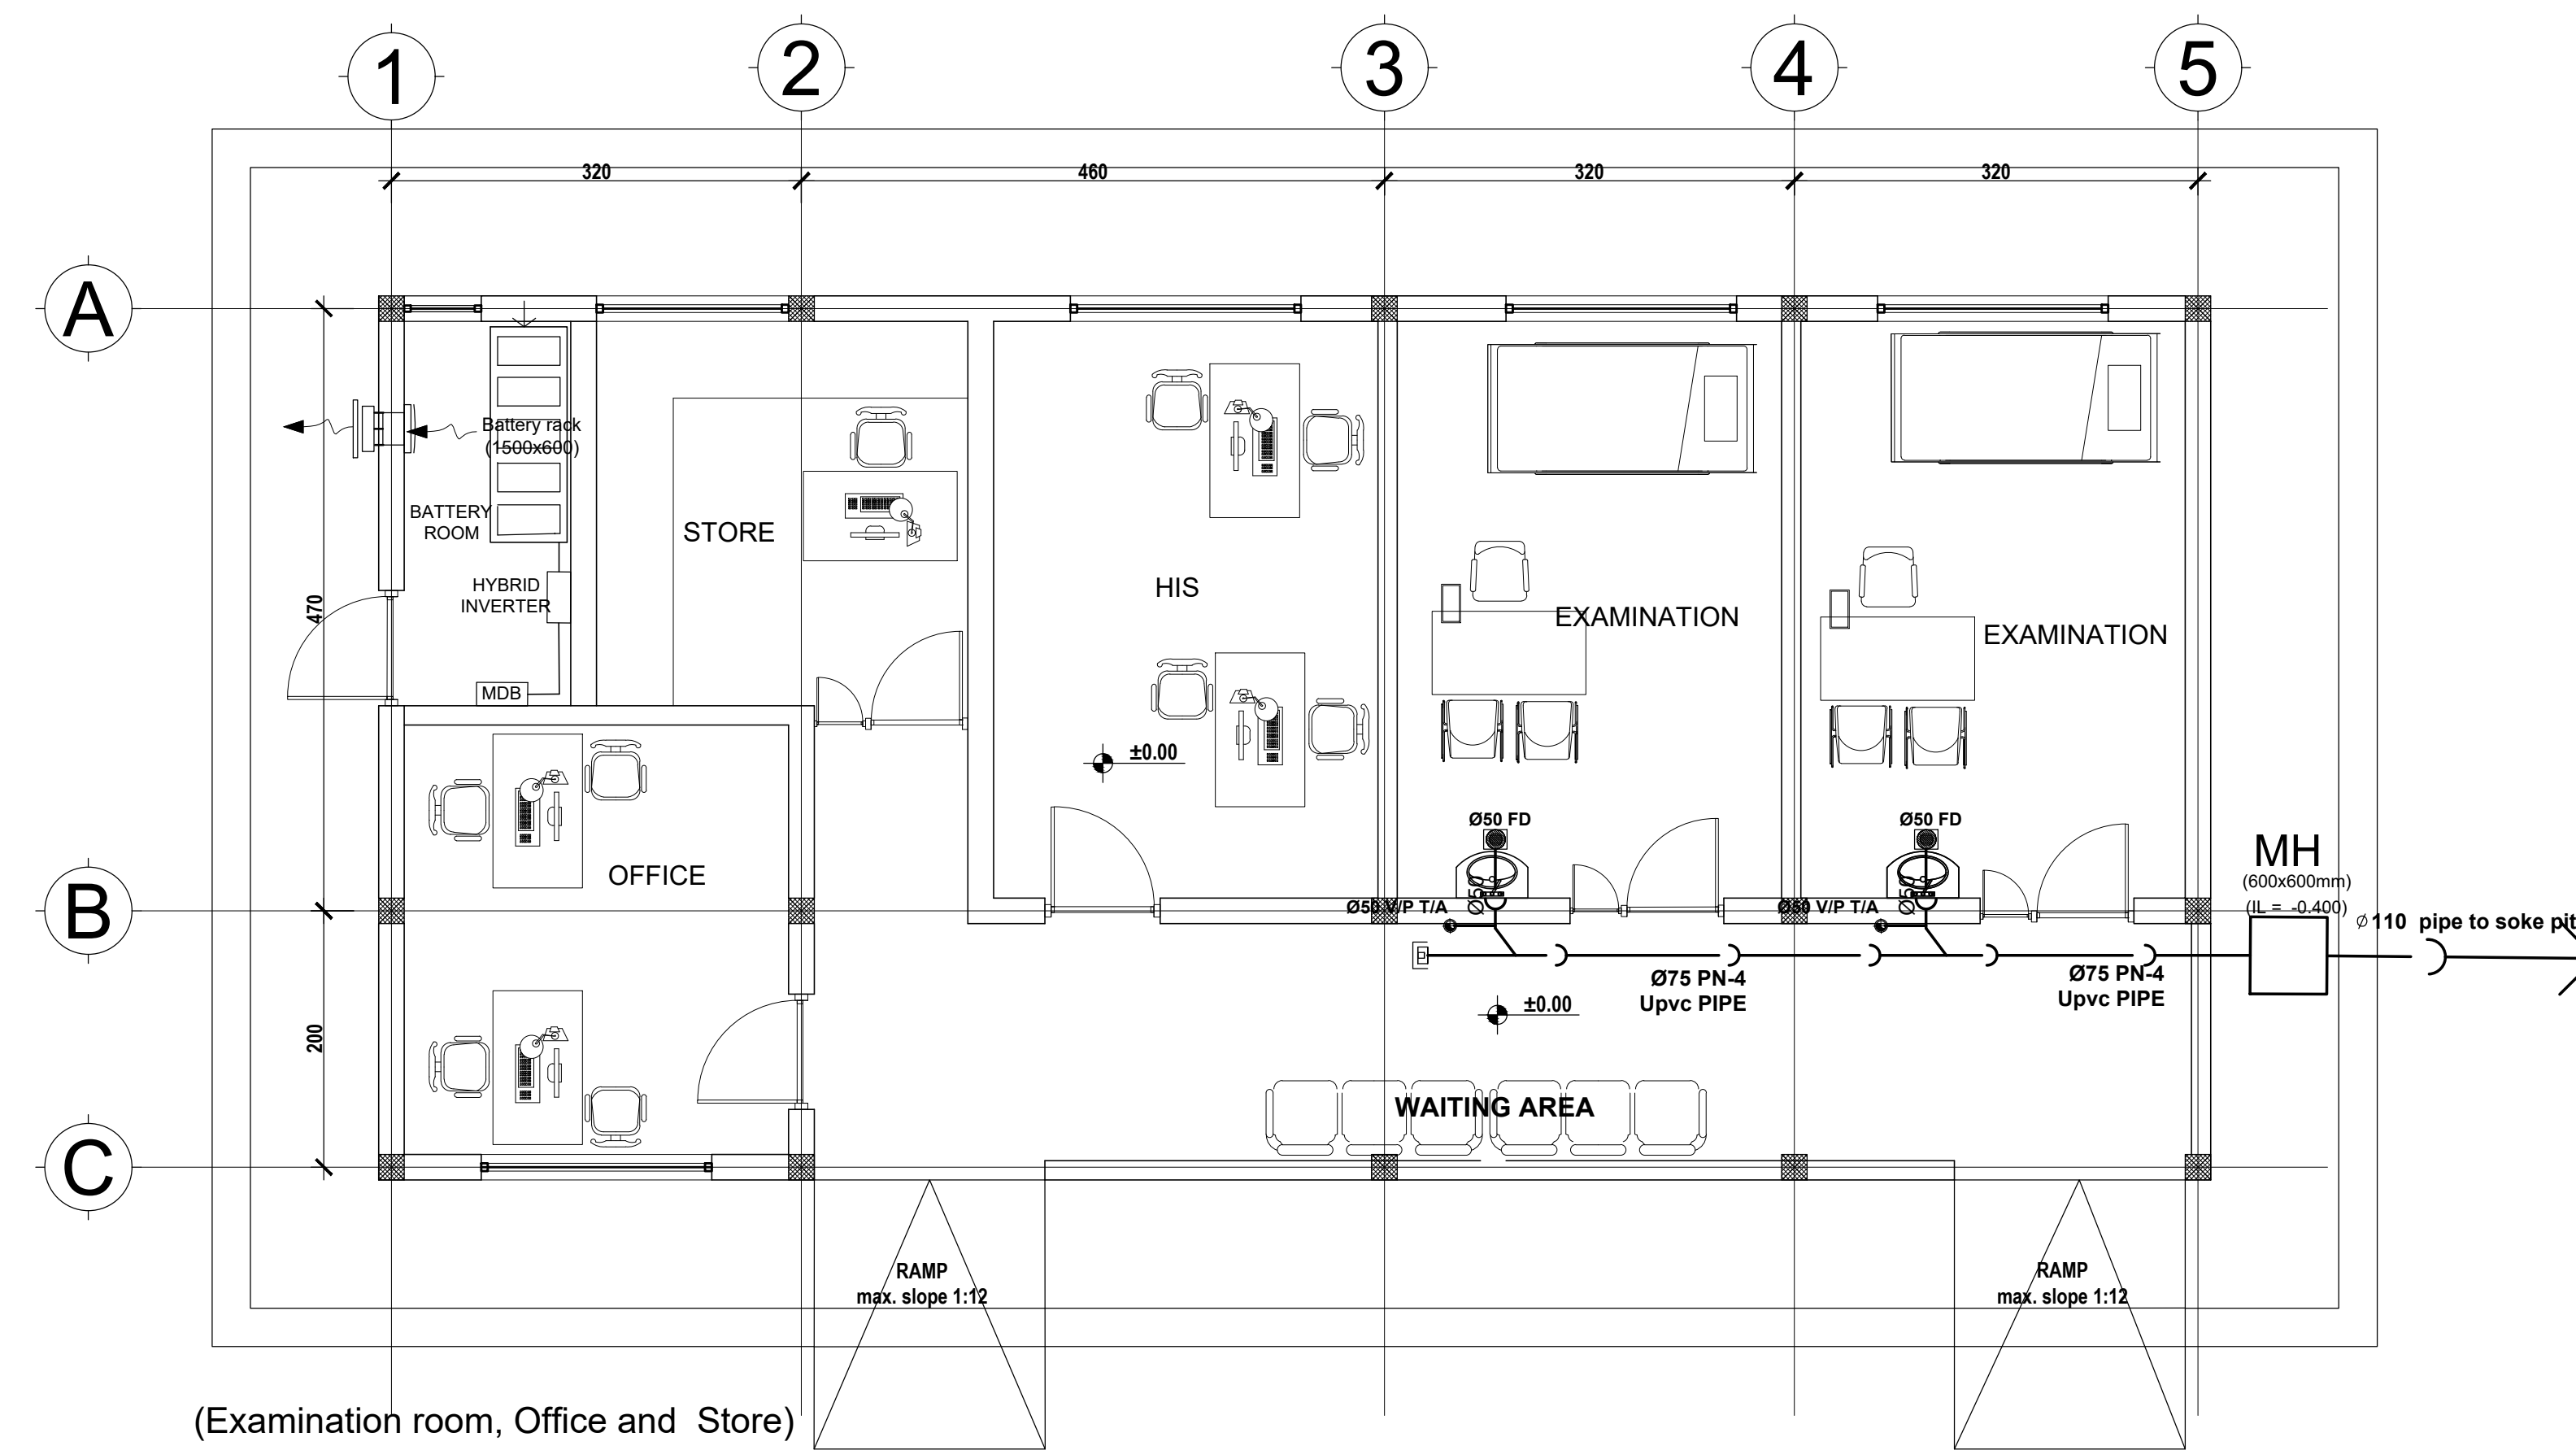 1
2
3
4
5
320
460
320
320
A
Battery rack
(1500x600)
BATTERY
ROOM
STORE
HYBRID
INVERTER
HIS
EXAMINATION
EXAMINATION
470
MDB
±0.00
Ø50 FD
Ø50 FD
MH
(600x600mm)
(IL = -0.400)
OFFICE
B
Ø50 V/P T/A
Ø50 V/P T/A
Ø110 pipe to soke pit
Ø75 PN-4
Upvc PIPE
Ø75 PN-4
Upvc PIPE
±0.00
200
WAITING AREA
C
RAMP
max. slope 1:12
RAMP
max. slope 1:12
(Examination room, Office and Store)